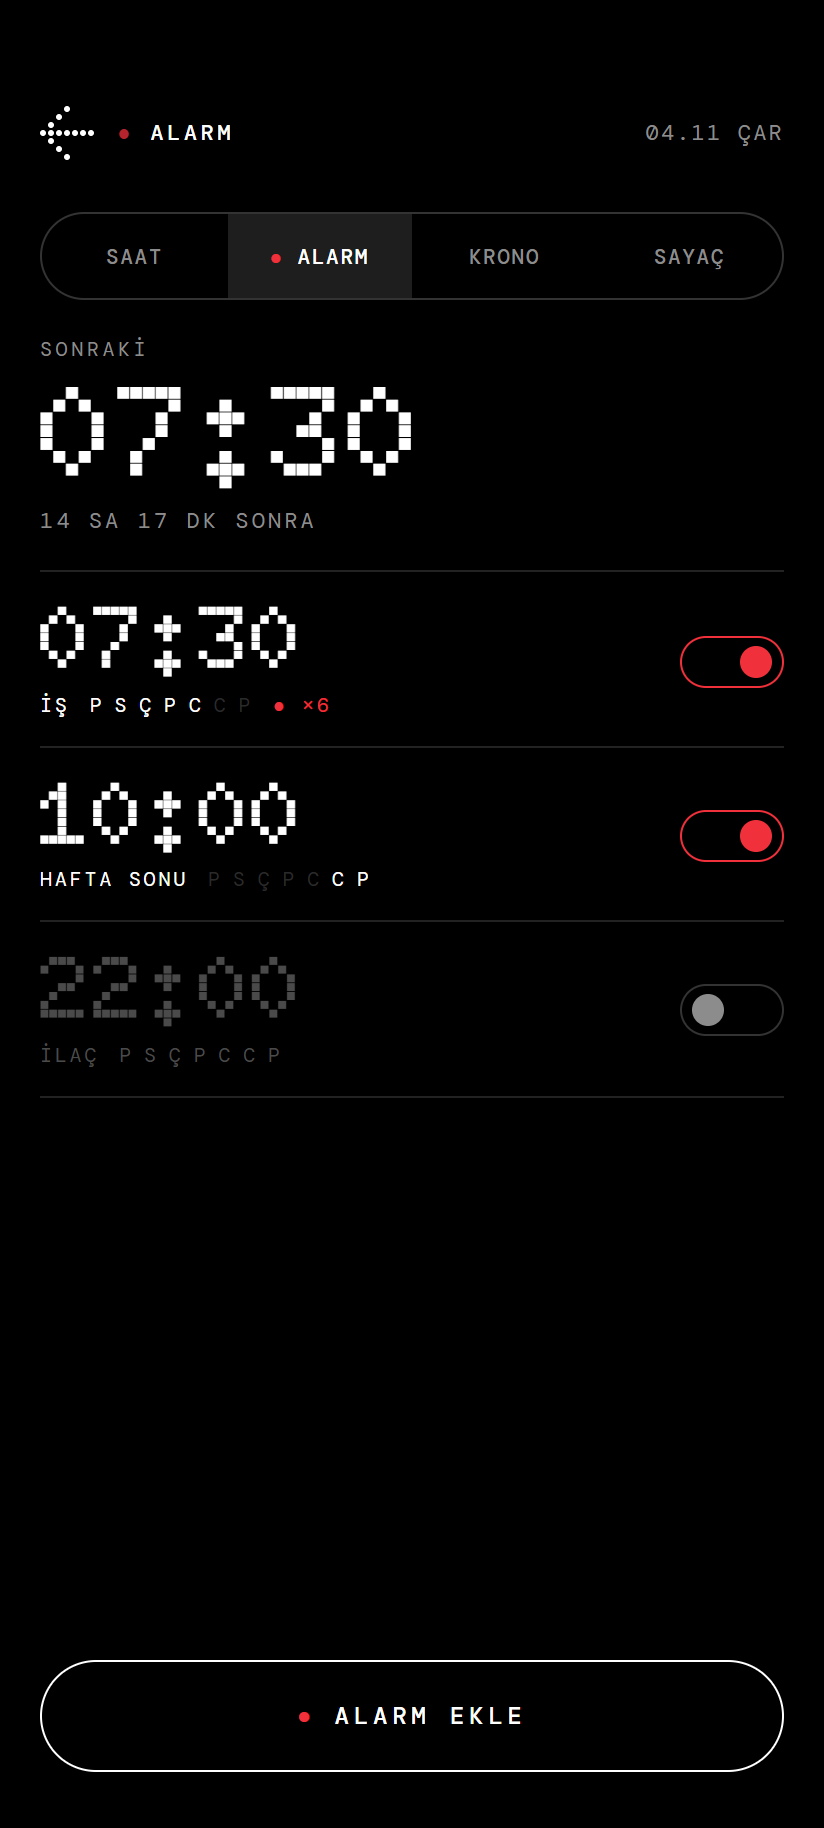 ALARM 04.11 ÇAR
SAAT ALARM KRONO SAYAÇ
SONRAKİ
07:30
14 SA 17 DK SONRA
07:30
İŞ P S Ç P C C P ×6
10:00
HAFTA SONU P S Ç P C C P
22:00
İLAÇ P S Ç P C C P
ALARM EKLE